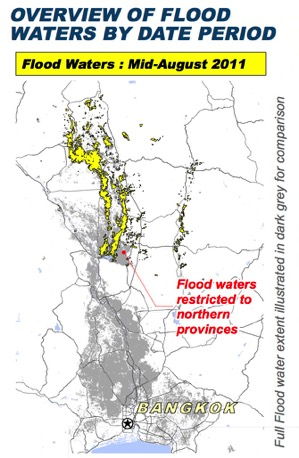 OVERVIEW OF FLOOD
WATERS BY DATE PERIOD
Flood Waters : Mid-August 2011
Full Flood water extent illustrated in dark grey for comparison
Flood waters
restricted to
northern
provinces
BANGKOK